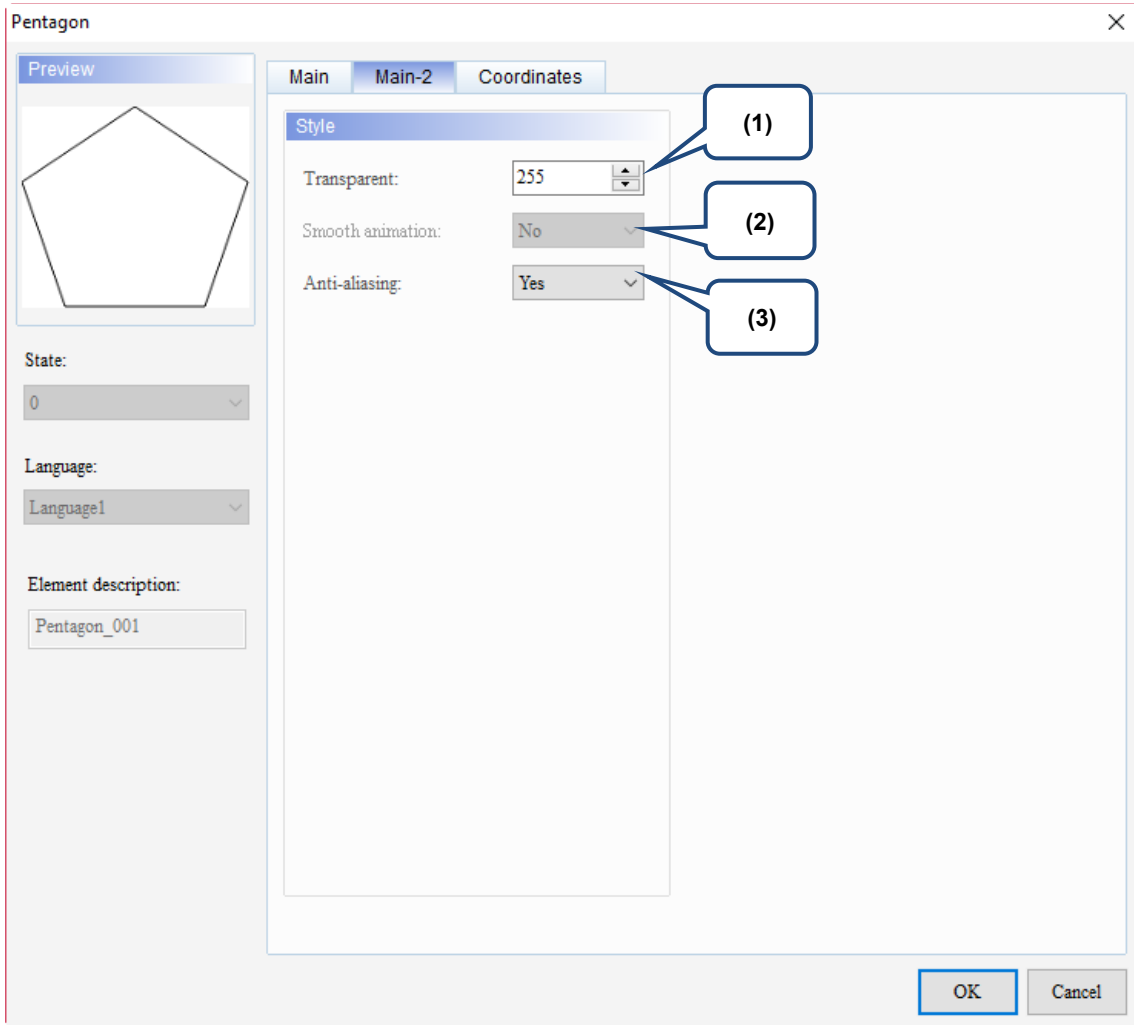 Pentagon
Preview
Main
Main-2
Coordinates
Style
(1)
Transparent:
255
Smooth animation:
No
(2)
Anti-aliasing:
Yes
(3)
State:
0
Language:
Language1
Element description:
Pentagon_001
OK
Cancel